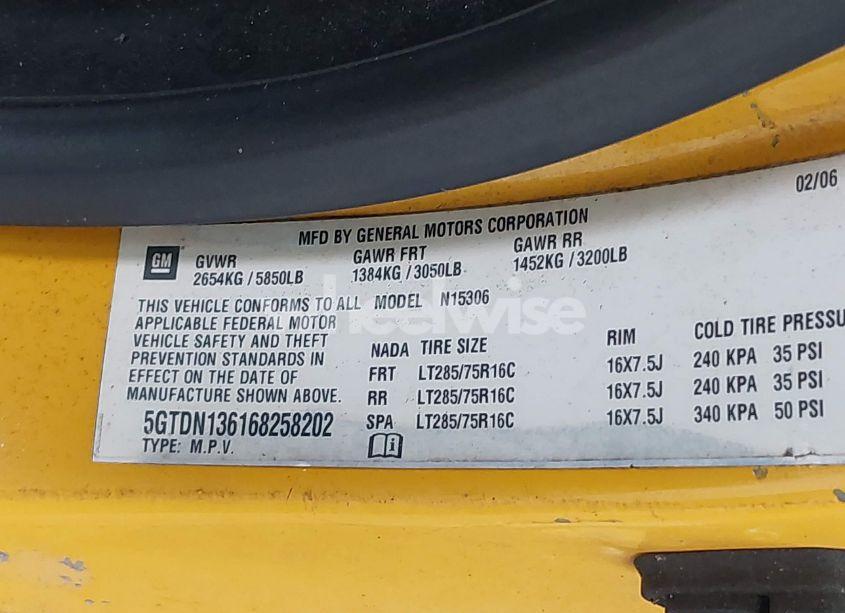 02/06
MFD BY GENERAL MOTORS CORPORATION
GM
GVWR GAWR FRT GAWR RR
2654KG / 5850LB 1384KG / 3050LB 1452KG / 3200LB
THIS VEHICLE CONFORMS TO ALL MODEL N15306
APPLICABLE FEDERAL MOTOR
VEHICLE SAFETY AND THEFT
PREVENTION STANDARDS IN
EFFECT ON THE DATE OF
MANUFACTURE SHOWN ABOVE.
5GTDN136168258202
TYPE: M.P.V.
NADA TIRE SIZE RIM COLD TIRE PRESSU
FRT LT285/75R16C 16X7.5J 240 KPA 35 PSI
RR LT285/75R16C 16X7.5J 240 KPA 35 PSI
SPA LT285/75R16C 16X7.5J 340 KPA 50 PSI